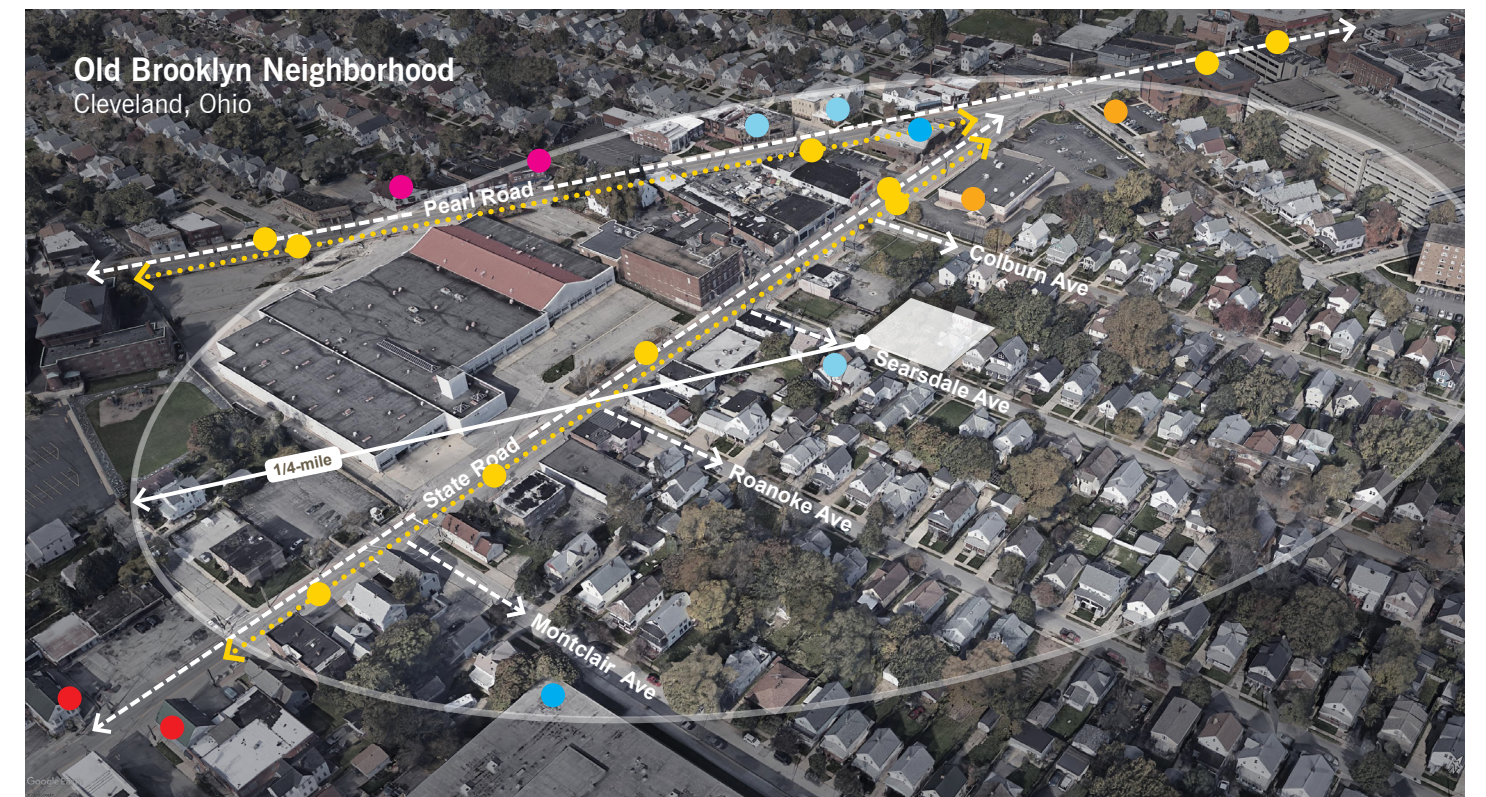 Old Brooklyn Neighborhood
Cleveland, Ohio
Pearl Road
Colburn Ave
Searsdale Ave
1/4-mile
State Road
Roanoke Ave
Montclair Ave